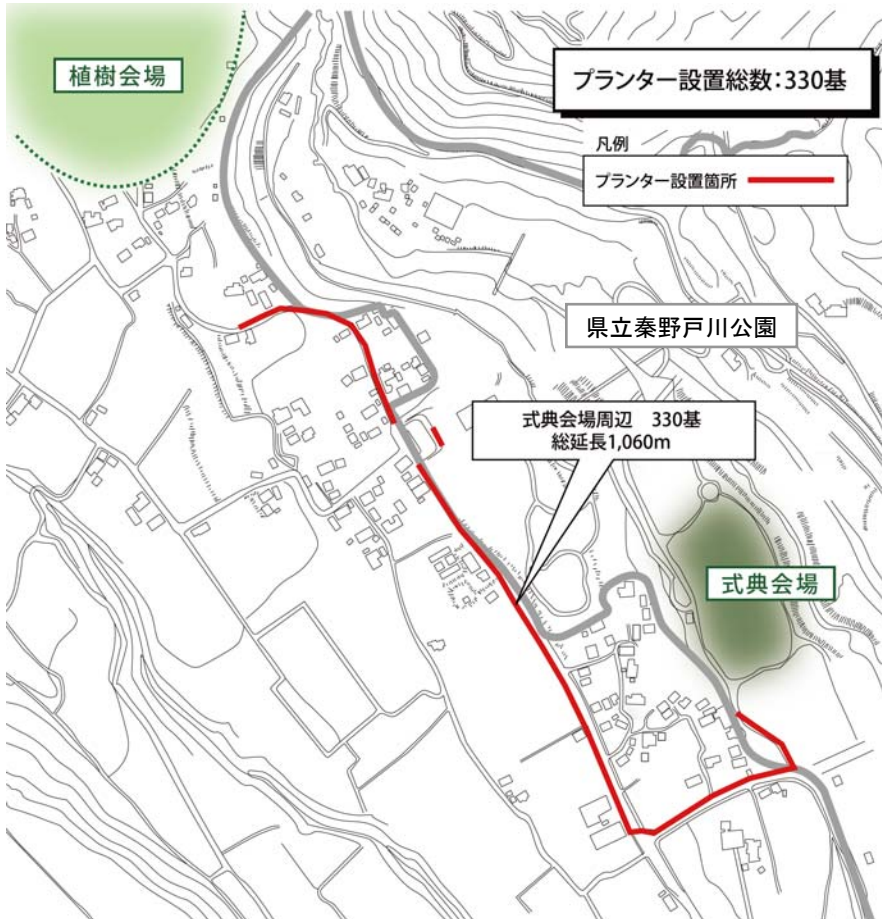 植樹会場
プランター設置総数：330基
凡例
プランター設置箇所
県立秦野戸川公園
式典会場周辺　330基
総延長1,060m
式典会場